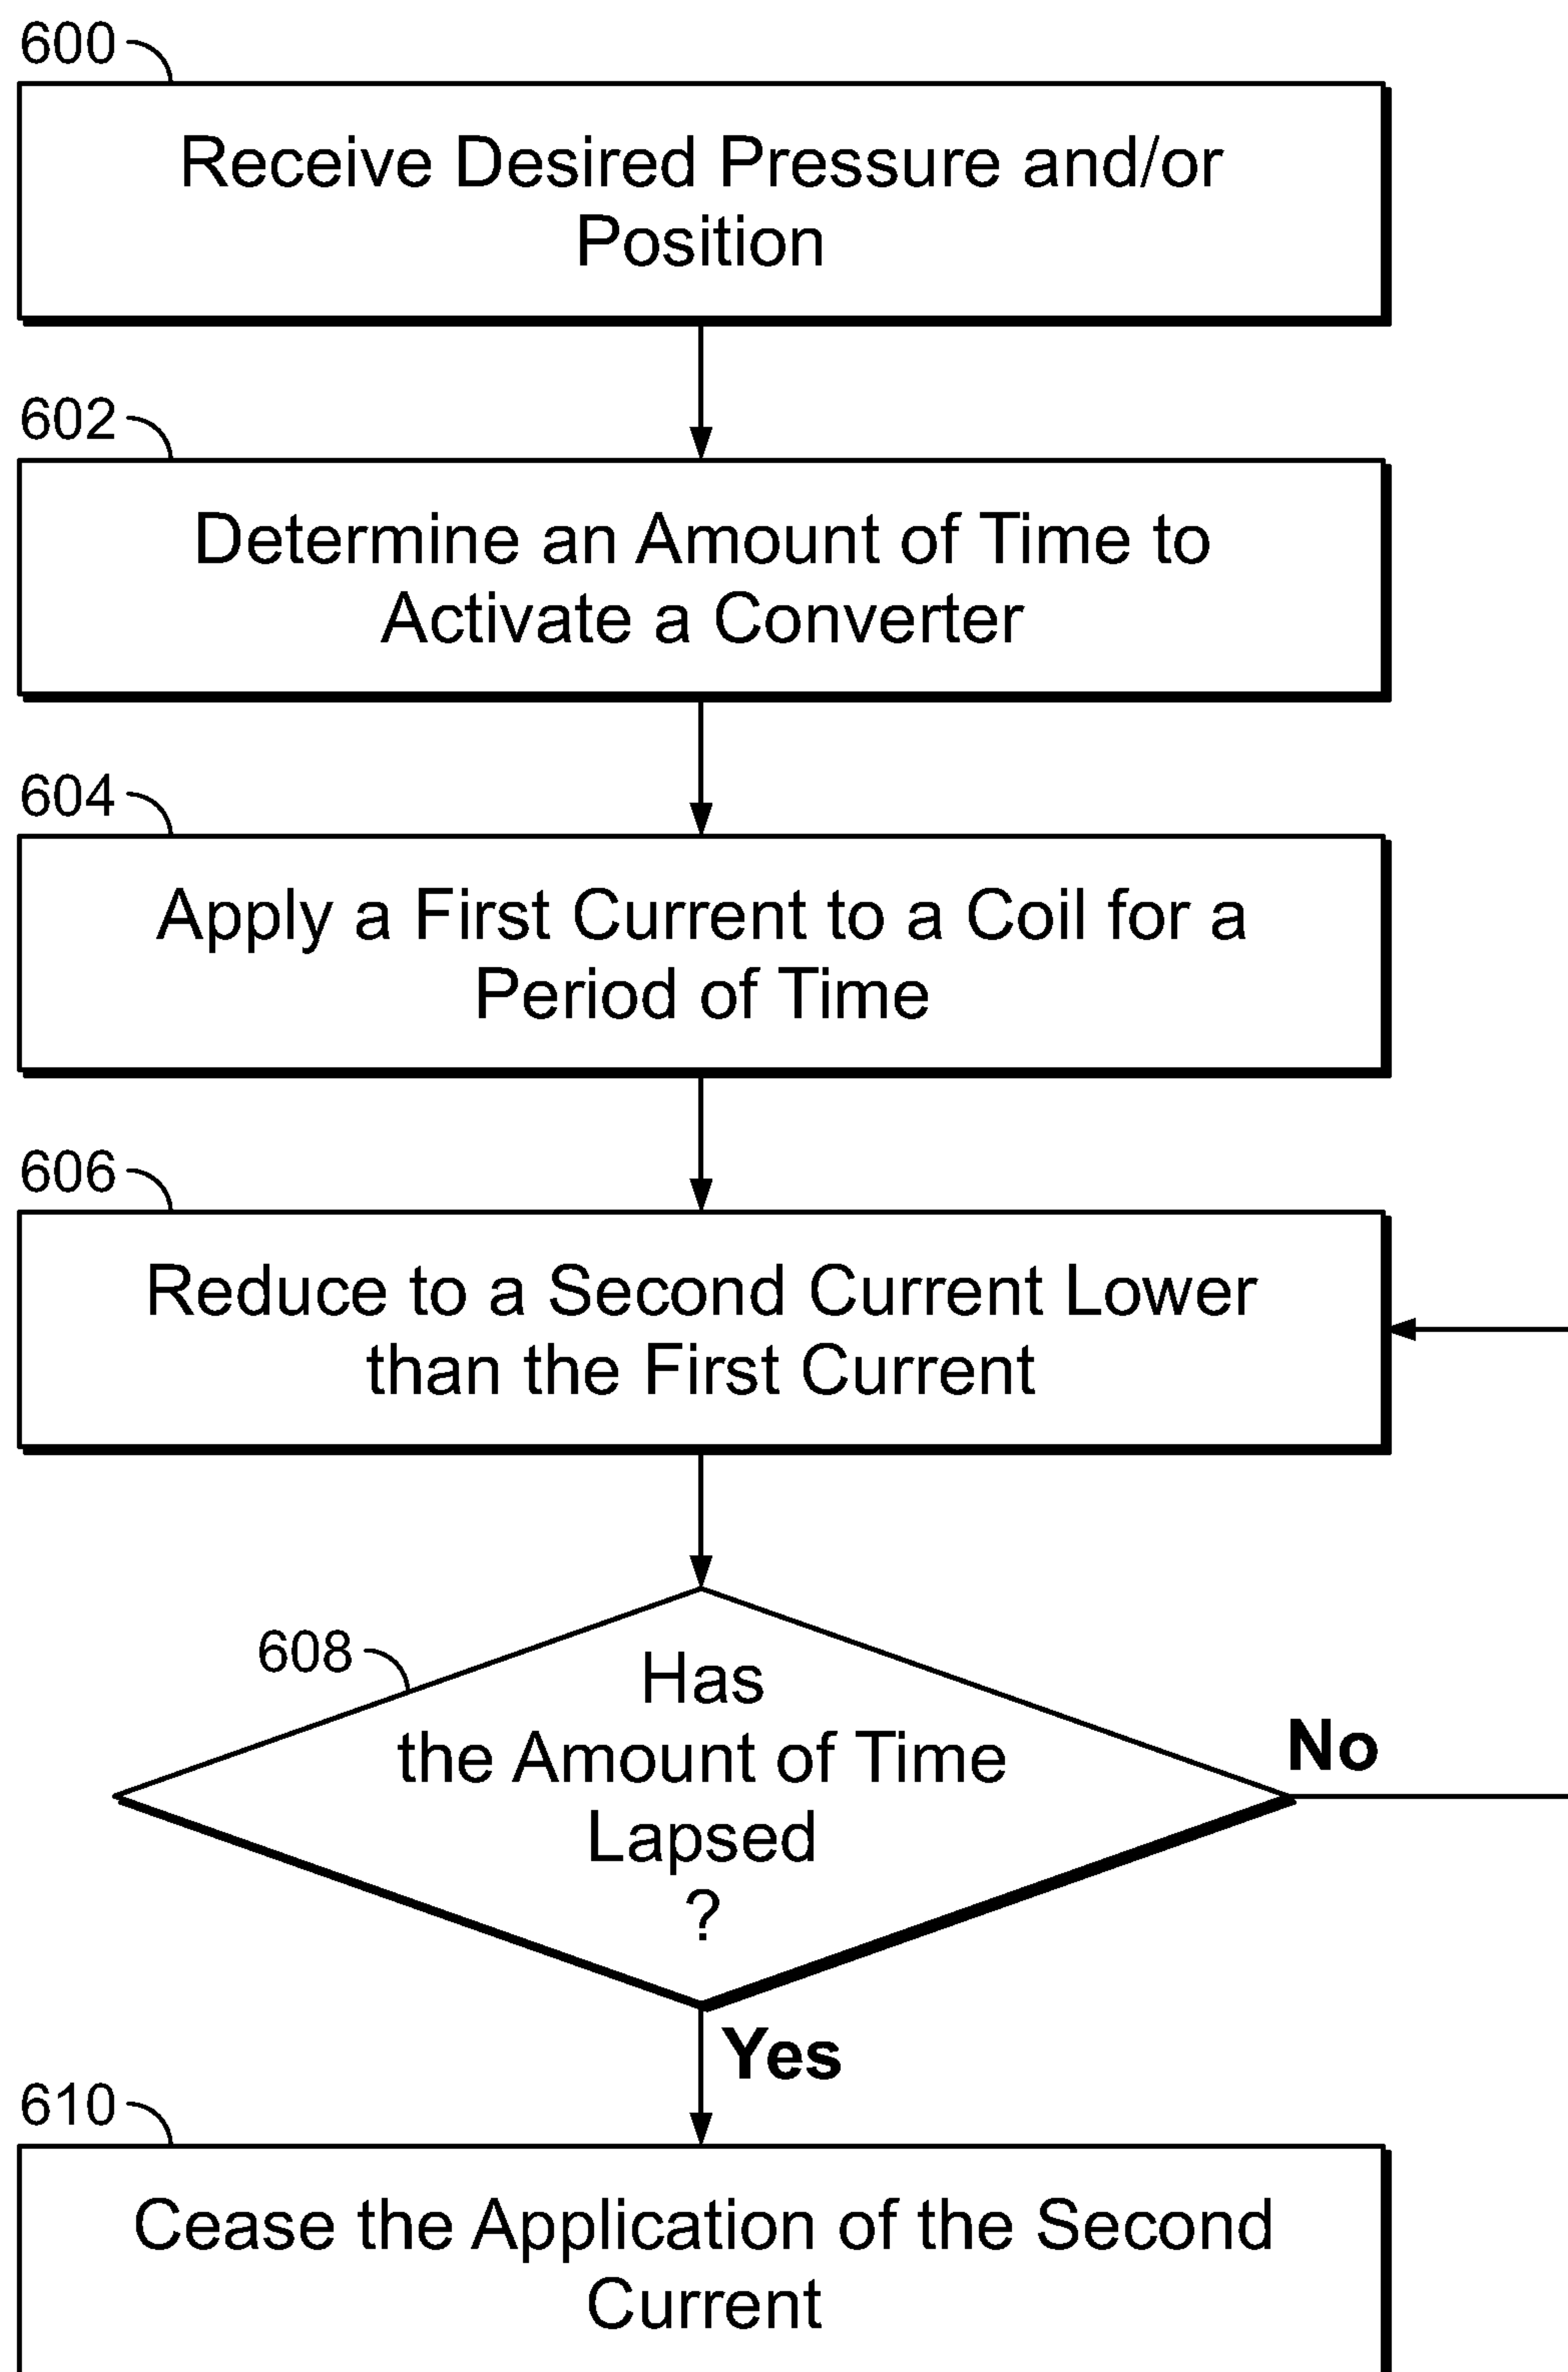 600
Receive Desired Pressure and/or
Position
602
Determine an Amount of Time to
Activate a Converter
604
Apply a First Current to a Coil for a
Period of Time
606
Reduce to a Second Current Lower
than the First Current
608
Has
the Amount of Time
Lapsed
?
No
Yes
610
Cease the Application of the Second
Current